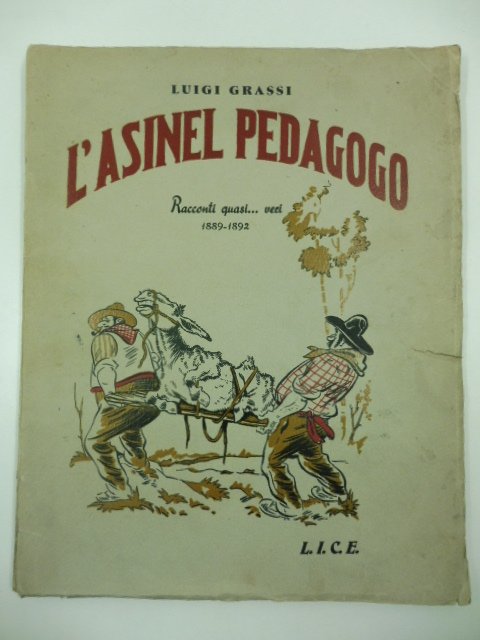 LUIGI GRASSI
L'ASINEL PEDAGOGO
Racconti quasi... veri
1889-1892
L. I. C. E.